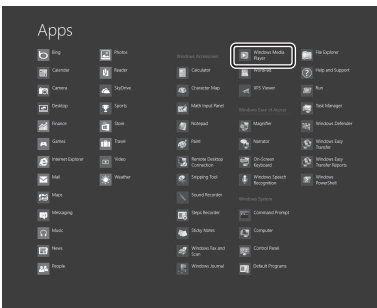 Apps
Bing
Calendar
Camera
Desktop
Finance
Games
Internet Explorer
Mail
Maps
Messaging
Music
News
People
Photos
Reader
SkyDrive
Sports
Store
Travel
Video
Weather
Windows Accessories
Calculator
Character Map
Math Input Panel
Notepad
Paint
Remote Desktop
Connection
Snipping Tool
Sound Recorder
Steps Recorder
Sticky Notes
Windows Fax and
Scan
Windows Journal
Windows Media
Player
WordPad
XPS Viewer
Windows Ease of Access
Magnifier
Narrator
On-Screen
Keyboard
Windows Speech
Recognition
Windows System
Command Prompt
Computer
Control Panel
Default Programs
File Explorer
Help and Support
Run
Task Manager
Windows Defender
Windows Easy
Transfer
Windows Easy
Transfer Reports
Windows
PowerShell